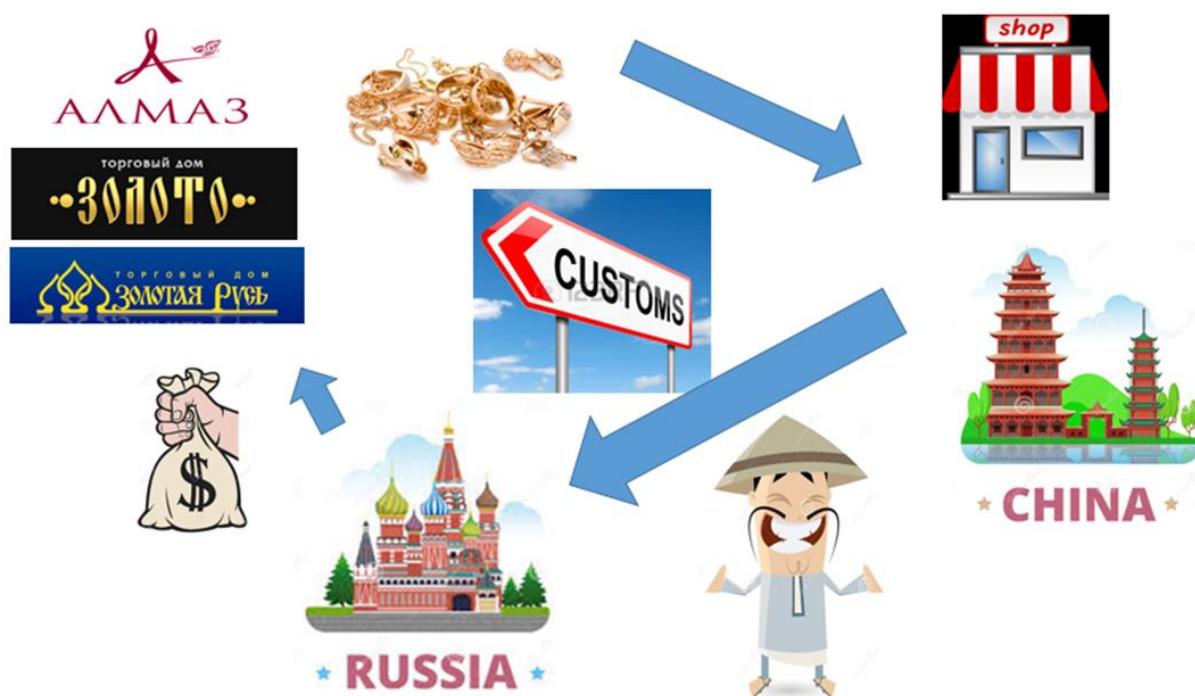 АЛМАЗ
торговый дом
ЗОЛОТО
ТОРГОВЫЙ ДОМ
ЗОЛОТАЯ РУСЬ
shop
CUSTOMS
$
CHINA
RUSSIA